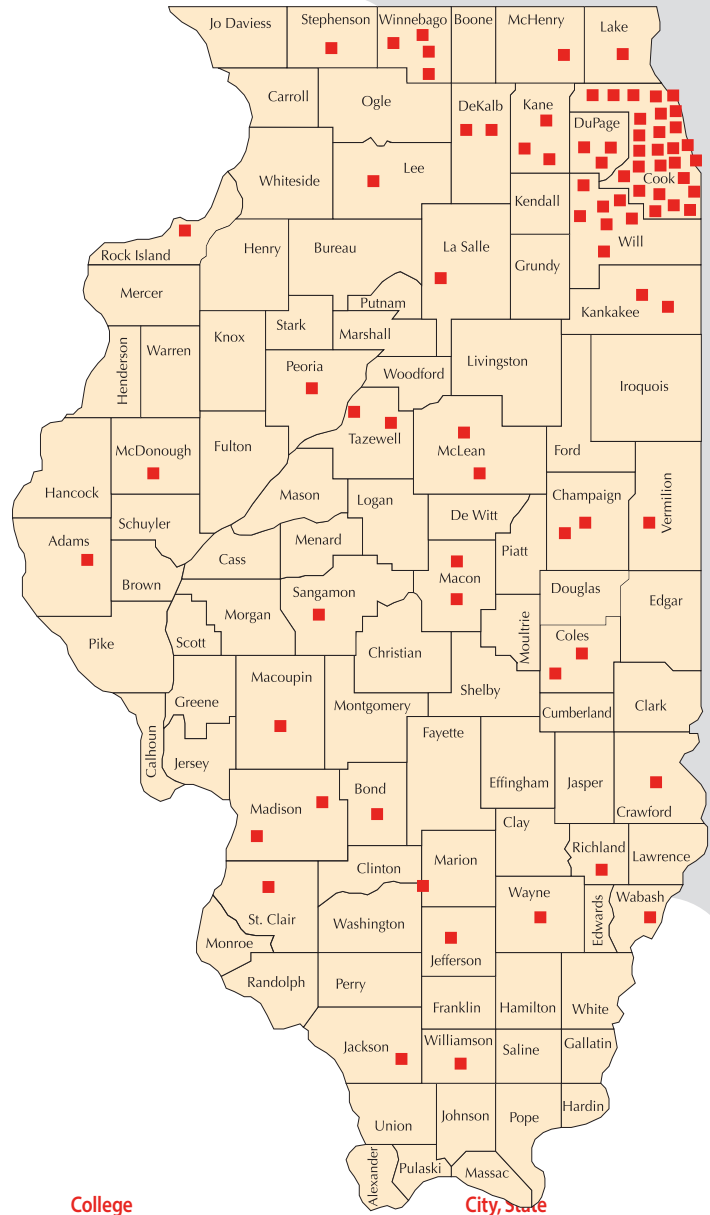 Jo Daviess
Stephenson
Winnebago
Boone
McHenry
Lake
Carroll
Ogle
DeKalb
Kane
DuPage
Cook
Whiteside
Lee
Kendall
Rock Island
Henry
Bureau
La Salle
Will
Grundy
Mercer
Putnam
Kankakee
Henderson
Warren
Knox
Stark
Marshall
Peoria
Woodford
Livingston
Iroquois
McDonough
Fulton
Tazewell
McLean
Ford
Hancock
Mason
Logan
Champaign
Vermilion
Schuyler
De Witt
Adams
Menard
Piatt
Cass
Brown
Macon
Douglas
Sangamon
Edgar
Pike
Scott
Morgan
Moultrie
Coles
Christian
Macoupin
Shelby
Greene
Montgomery
Cumberland
Clark
Fayette
Calhoun
Jersey
Effingham
Jasper
Bond
Madison
Crawford
Clay
Richland
Lawrence
Clinton
Marion
Wayne
Edwards
Wabash
St. Clair
Washington
Monroe
Jefferson
Randolph
Perry
Franklin
Hamilton
White
Jackson
Williamson
Saline
Gallatin
Hardin
Union
Johnson
Pope
Alexander
Pulaski
Massac
College
City, State